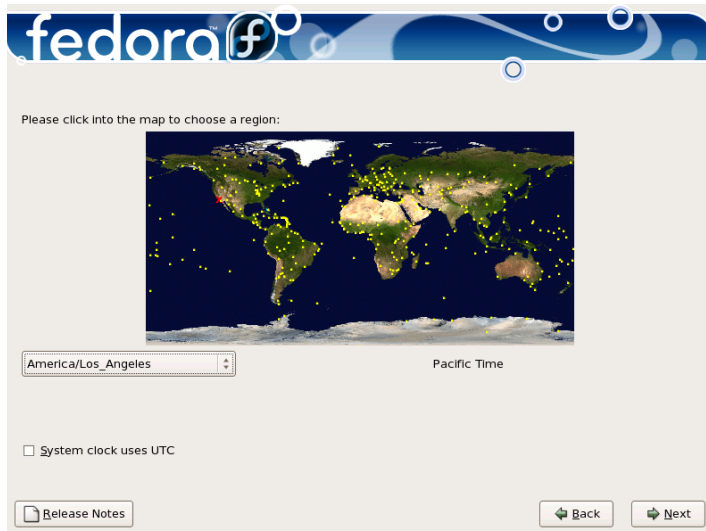 fedora™
Please click into the map to choose a region:
America/Los_Angeles
Pacific Time
System clock uses UTC
Release Notes
Back
Next